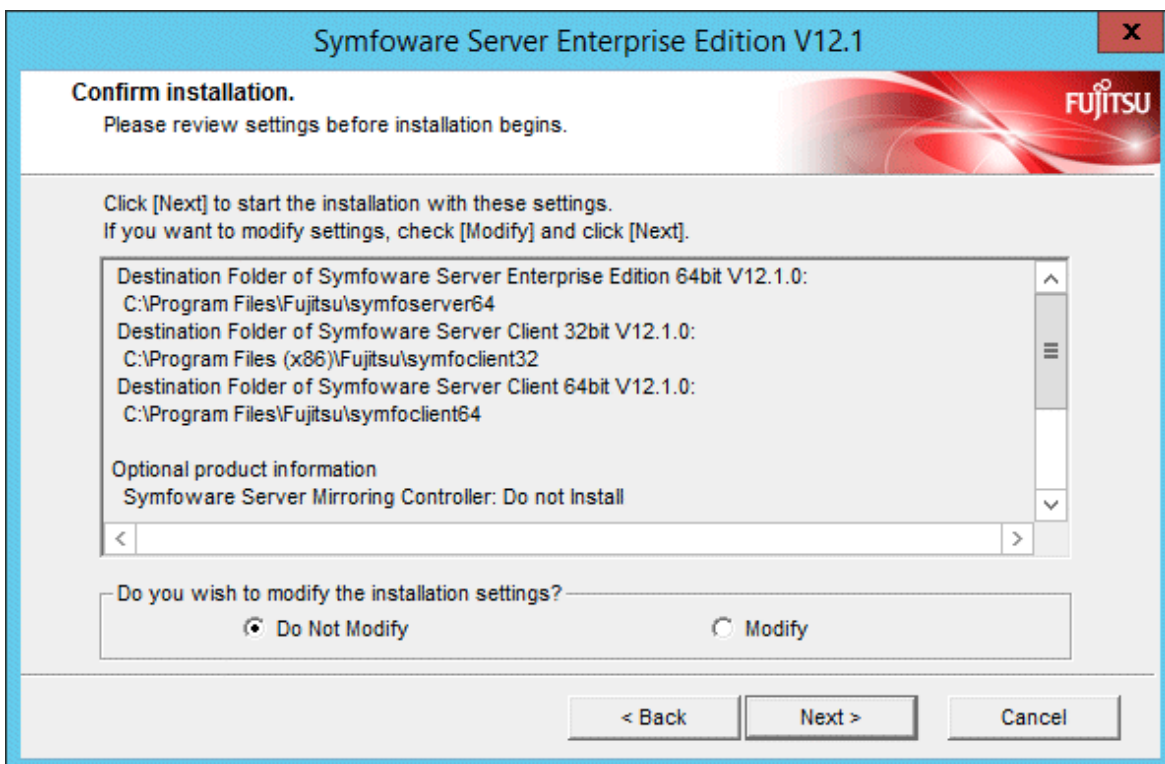 Symfoware Server Enterprise Edition V12.1
x
Confirm installation.
Please review settings before installation begins.
FUJITSU
Click [Next] to start the installation with these settings.
If you want to modify settings, check [Modify] and click [Next].
Destination Folder of Symfoware Server Enterprise Edition 64bit V12.1.0:
C:\Program Files\Fujitsu\symfoserver64
Destination Folder of Symfoware Server Client 32bit V12.1.0:
C:\Program Files (x86)\Fujitsu\symfoclient32
Destination Folder of Symfoware Server Client 64bit V12.1.0:
C:\Program Files\Fujitsu\symfoclient64
Optional product information
Symfoware Server Mirroring Controller: Do not Install
Do you wish to modify the installation settings?
Do Not Modify Modify
< Back Next > Cancel